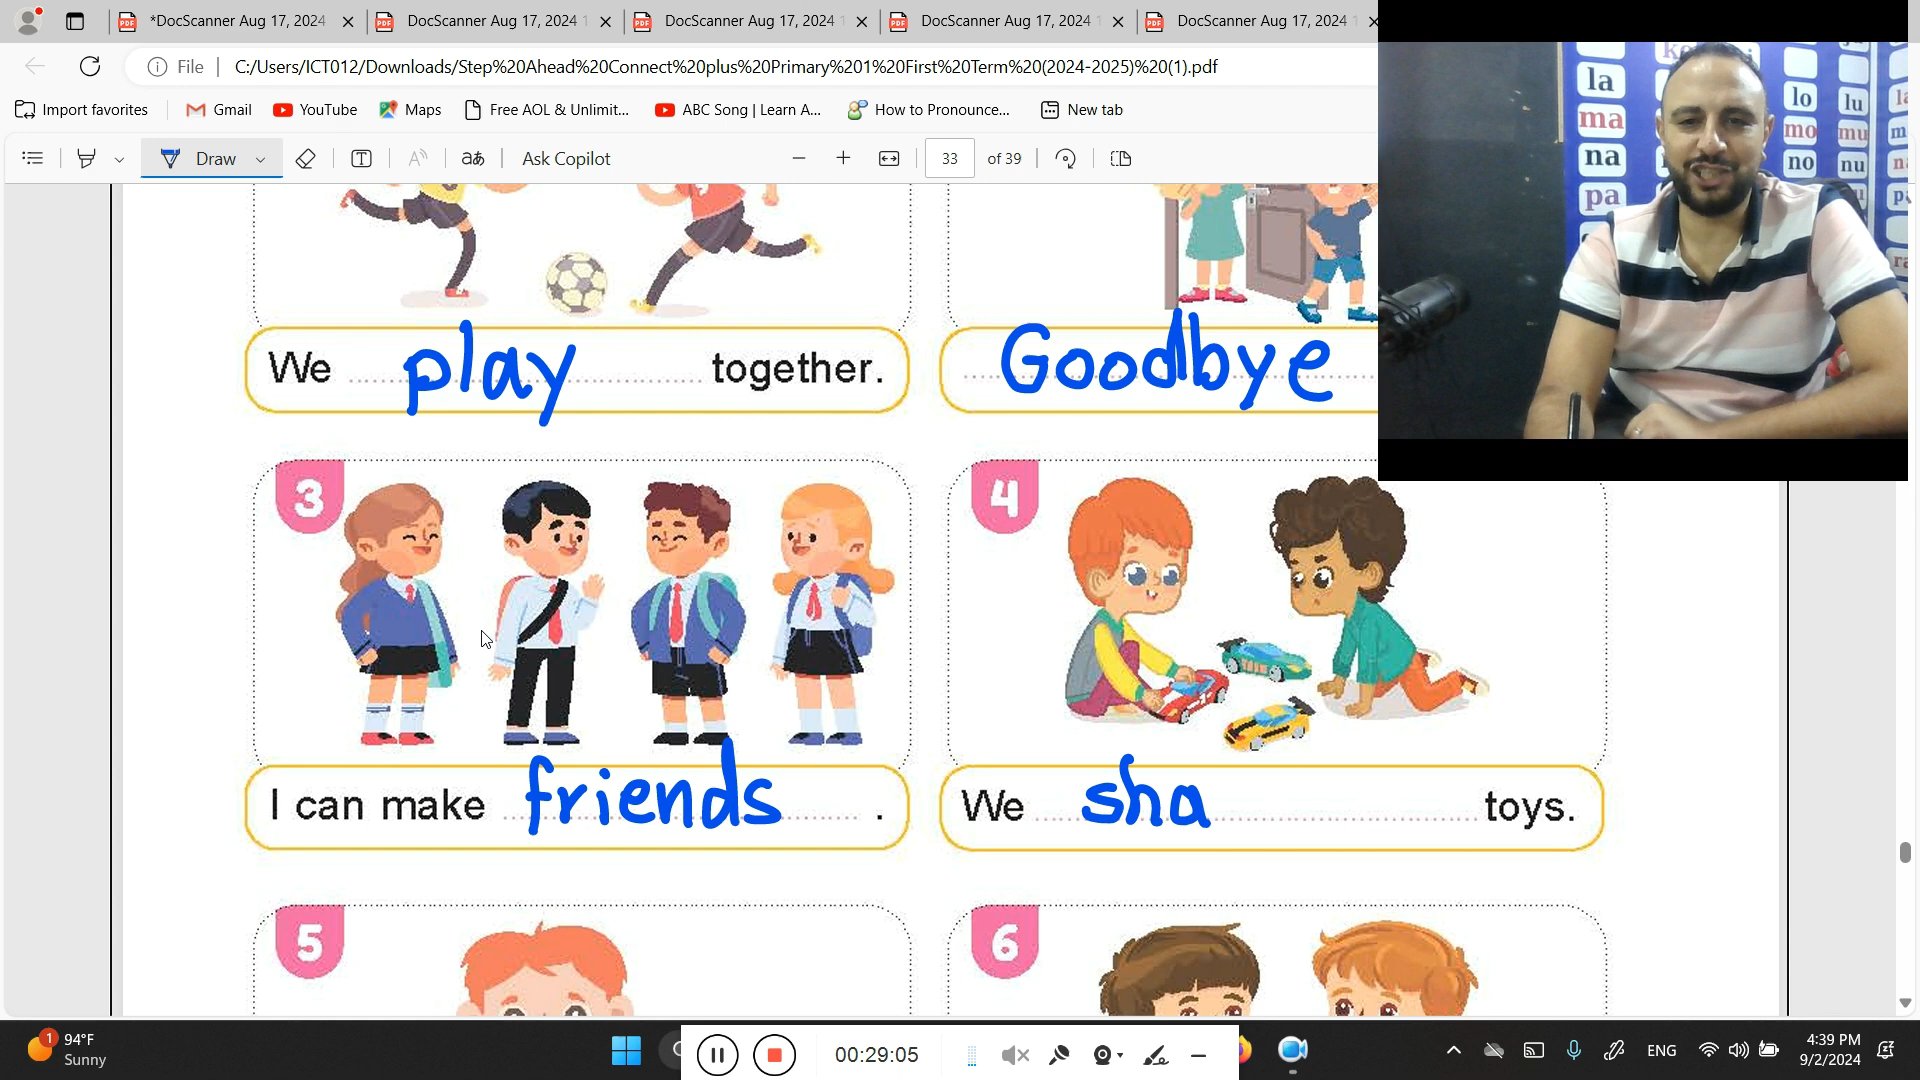 *DocScanner Aug 17, 2024
DocScanner Aug 17, 2024 1
DocScanner Aug 17, 2024 1
DocScanner Aug 17, 2024 1
DocScanner Aug 17, 2024 1
File C:/Users/ICT012/Downloads/Step%20Ahead%20Connect%20plus%20Primary%201%20First%20Term%20(2024-2025)%20(1).pdf
Import favorites Gmail YouTube Maps Free AOL & Unlimit... ABC Song | Learn A... How to Pronounce... New tab
Draw Ask Copilot 33 of 39
la lo lu
ma mo mu
na no nu
pa
We play together.
Goodbye
3
4
I can make friends .
We sha toys.
5
6
1
94°F
Sunny
00:29:05
ENG
4:39 PM
9/2/2024